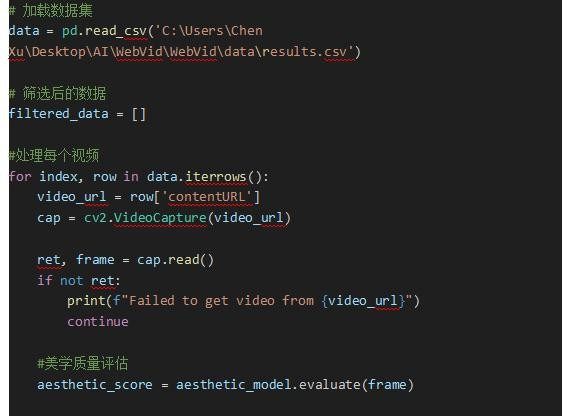 # 加载数据集
data = pd.read_csv('C:\Users\Chen
Xu\Desktop\AI\WebVid\WebVid\data\results.csv')
# 筛选后的数据
filtered_data = []
#处理每个视频
for index, row in data.iterrows():
    video_url = row['contentURL']
    cap = cv2.VideoCapture(video_url)
    ret, frame = cap.read()
    if not ret:
        print(f"Failed to get video from {video_url}")
        continue
    #美学质量评估
    aesthetic_score = aesthetic_model.evaluate(frame)